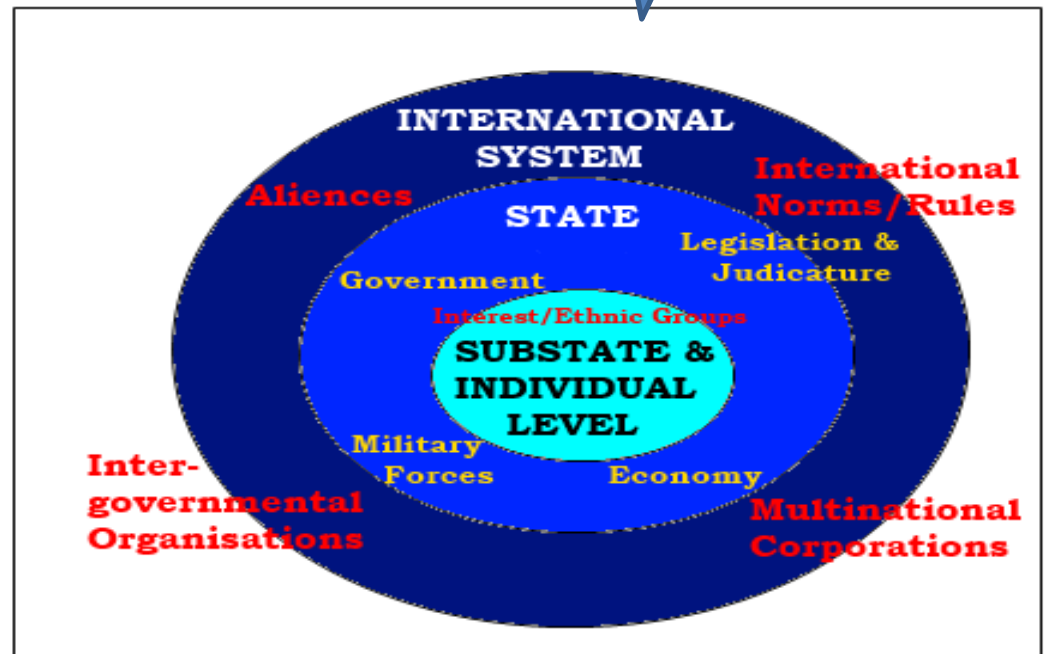 INTERNATIONAL
SYSTEM
Aliences
International
Norms/Rules
STATE
Legislation &
Judicature
Government
Interest/Ethnic Groups
SUBSTATE &
INDIVIDUAL
LEVEL
Military
Forces
Economy
Inter-
governmental
Organisations
Multinational
Corporations